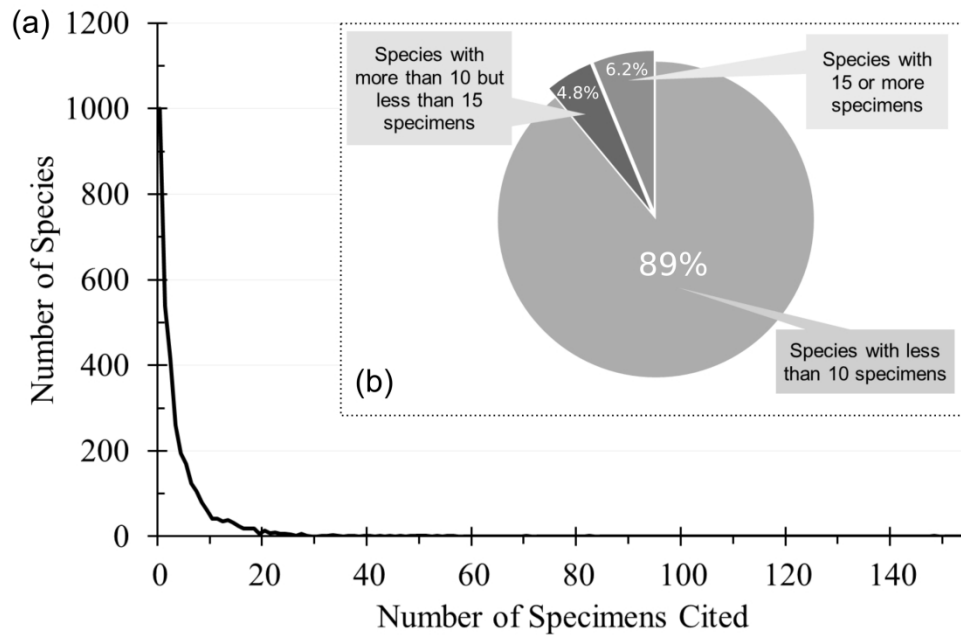 (a)
1200
1000
800
600
400
200
0
Number of Species
0 20 40 60 80 100 120 140
Number of Specimens Cited
Species with
more than 10 but
less than 15
specimens
4.8%
6.2%
Species with
15 or more
specimens
89%
Species with less
than 10 specimens
(b)